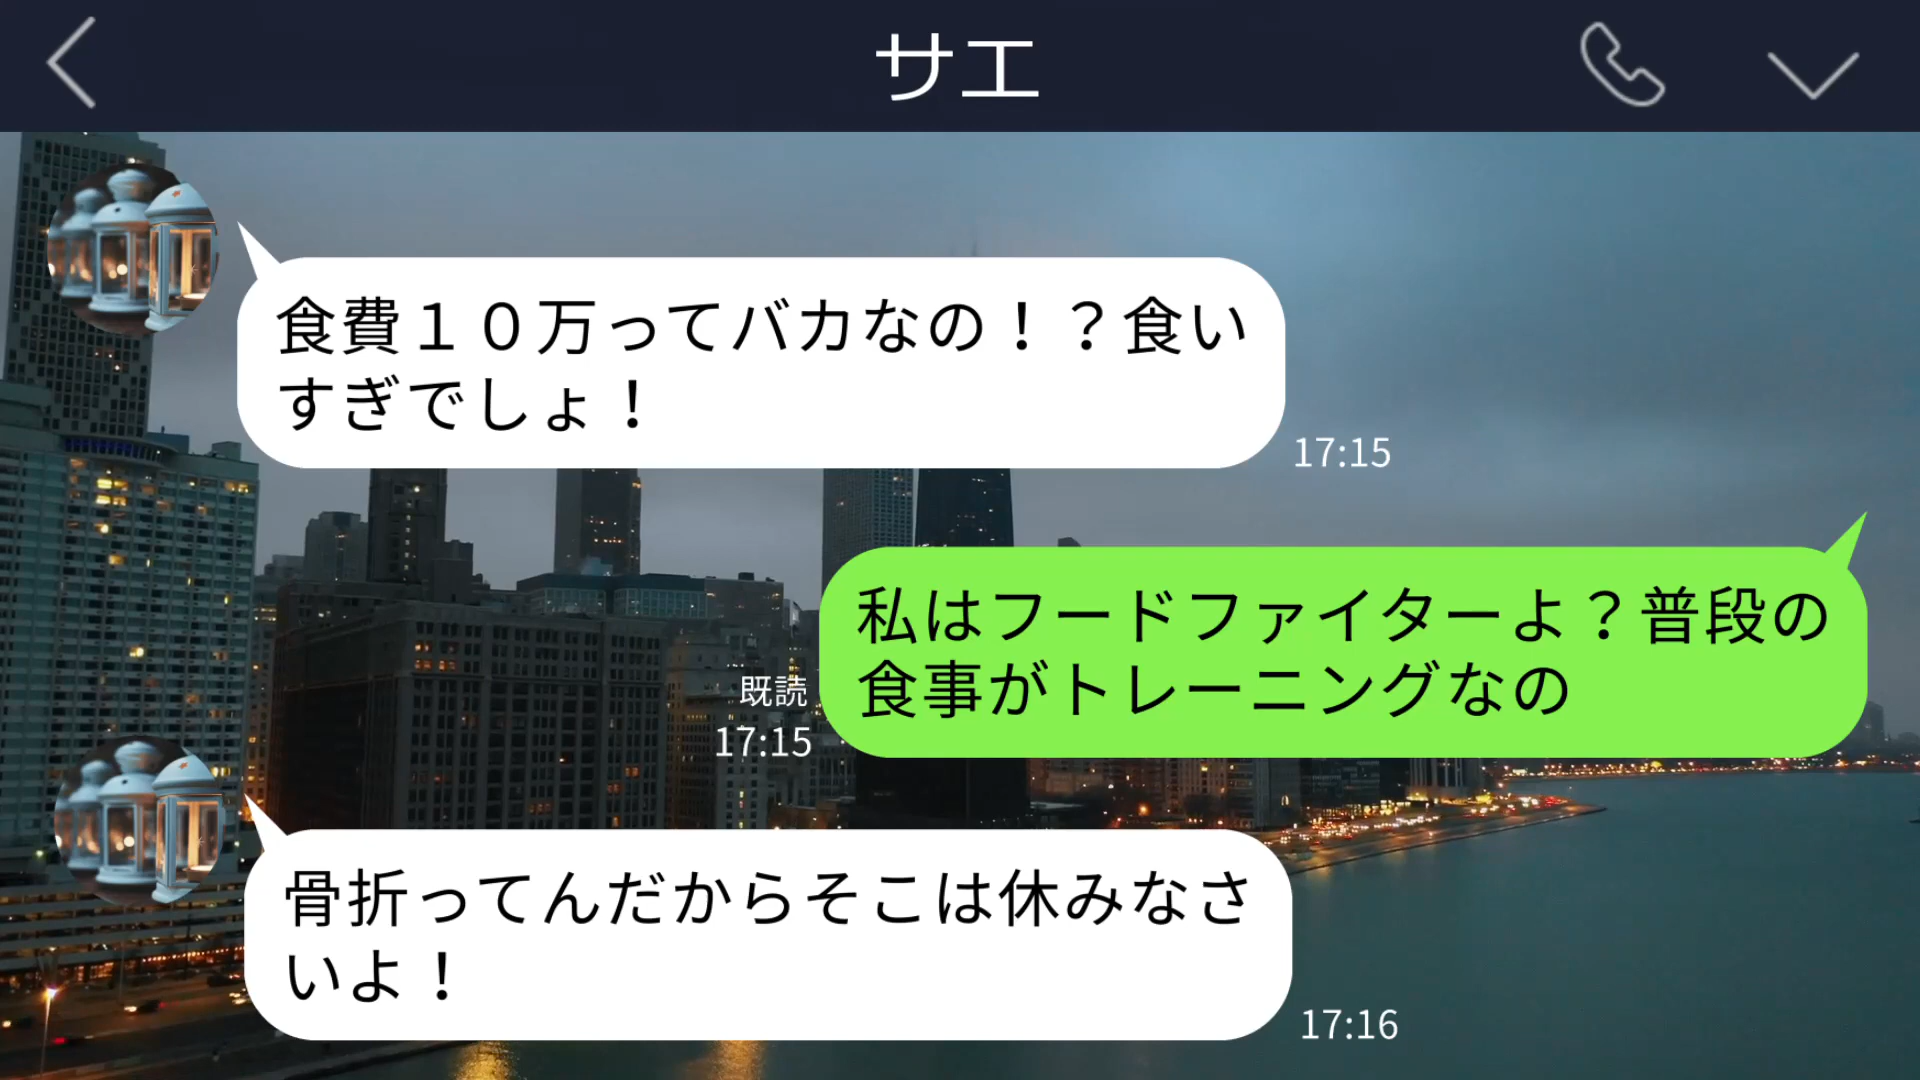 サエ
食費１０万ってバカなの！？食い
すぎでしょ！
17:15
私はフードファイターよ？普段の
食事がトレーニングなの
既読
17:15
骨折ってんだからそこは休みなさ
いよ！
17:16